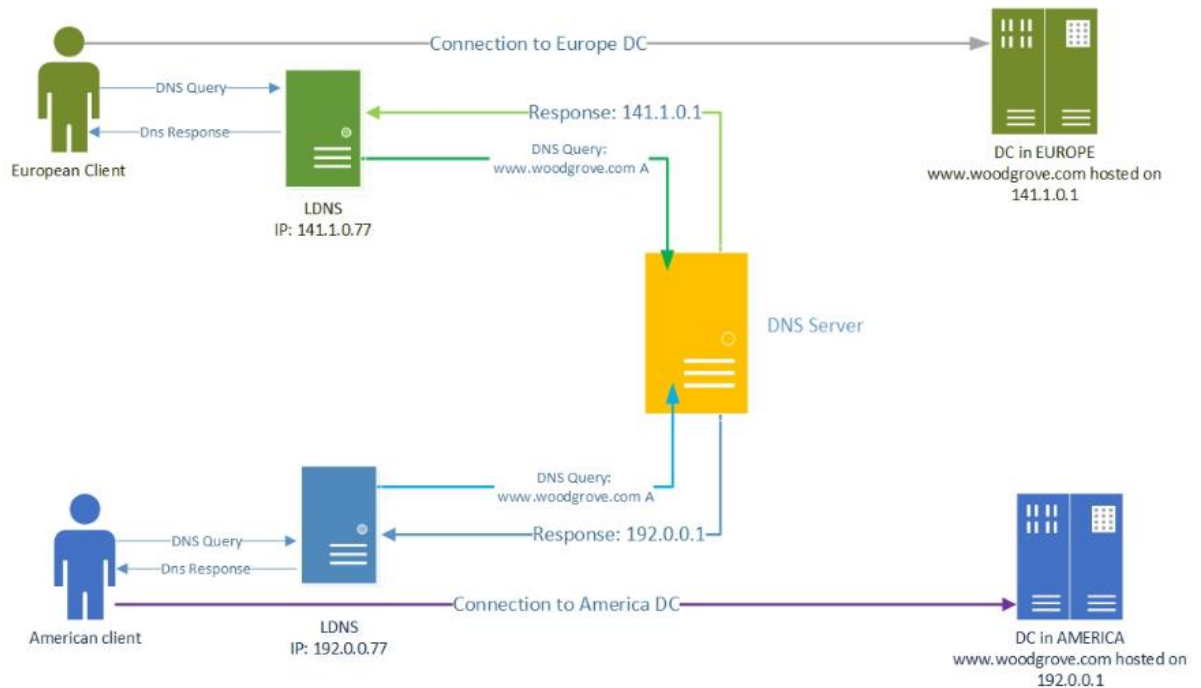 Connection to Europe DC
DNS Query
Dns Response
European Client
Response: 141.1.0.1
DNS Query:
www.woodgrove.com A
LDNS
IP: 141.1.0.77
DC in EUROPE
www.woodgrove.com hosted on
141.1.0.1
DNS Server
DNS Query:
www.woodgrove.com A
Response: 192.0.0.1
DNS Query
Dns Response
Connection to America DC
American client
LDNS
IP: 192.0.0.77
DC in AMERICA
www.woodgrove.com hosted on
192.0.0.1